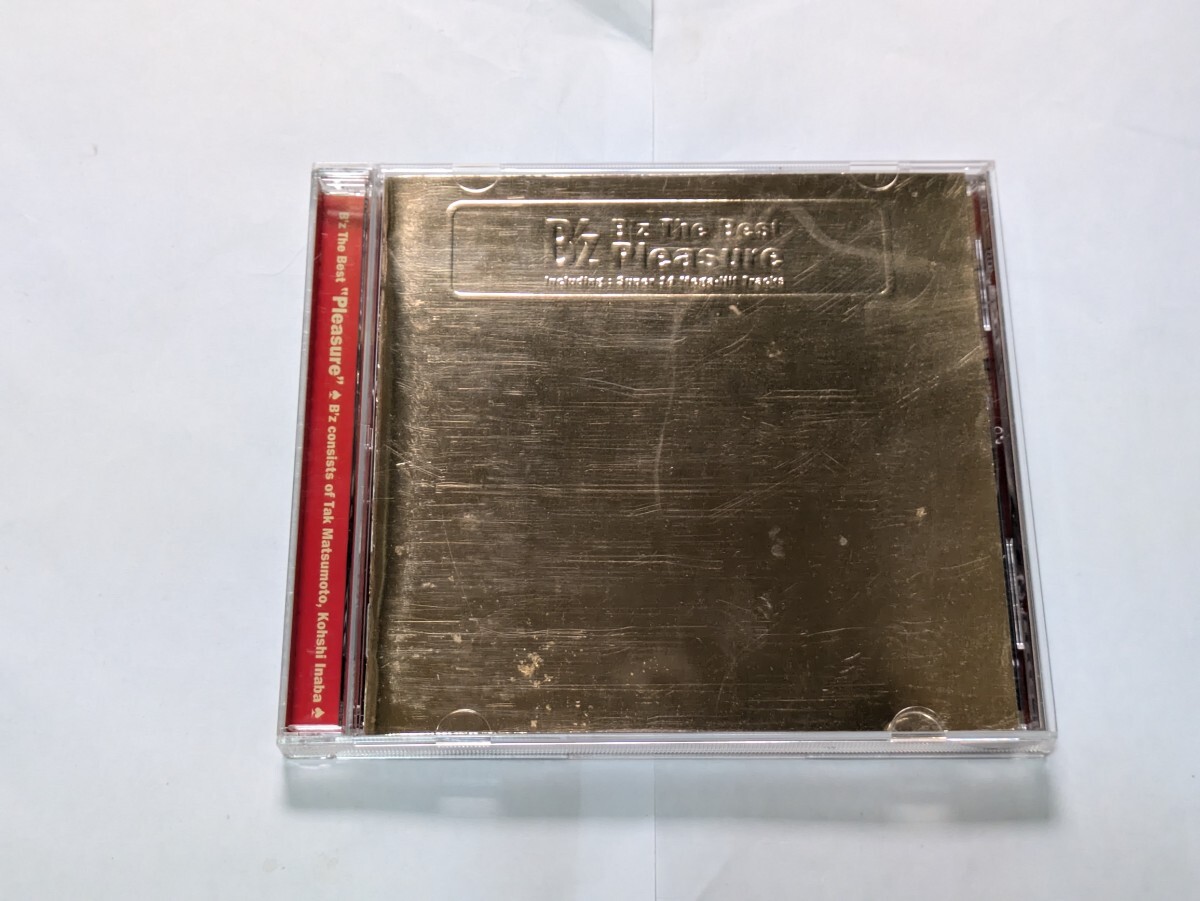 B'z The Best "Pleasure" ♠ B'z consists of Tak Matsumoto, Kohshi Inaba ♠
B'z
B'z The Best
Pleasure
Including : Super 14 Mega-Hit Tracks